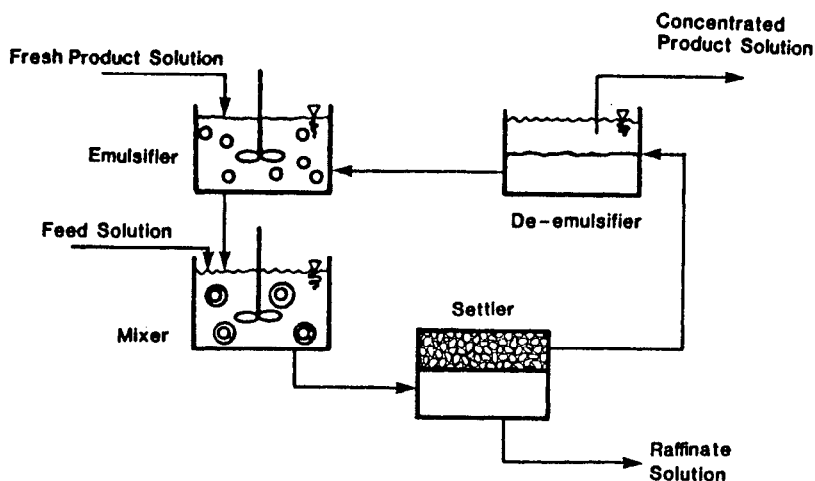 Concentrated
Product Solution
Fresh Product Solution
Emulsifier
De-emulsifier
Feed Solution
Settler
Mixer
Raffinate
Solution